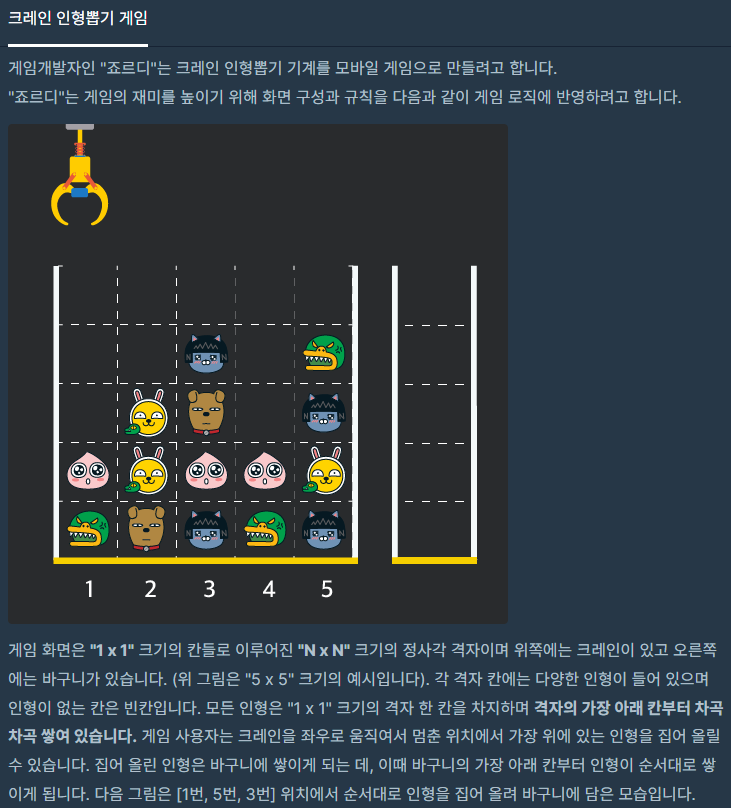 크레인 인형뽑기 게임
게임개발자인 "죠르디"는 크레인 인형뽑기 기계를 모바일 게임으로 만들려고 합니다.
"죠르디"는 게임의 재미를 높이기 위해 화면 구성과 규칙을 다음과 같이 게임 로직에 반영하려고 합니다.
1 2 3 4 5
게임 화면은 "1 x 1" 크기의 칸들로 이루어진 "N x N" 크기의 정사각 격자이며 위쪽에는 크레인이 있고 오른쪽
에는 바구니가 있습니다. (위 그림은 "5 x 5" 크기의 예시입니다). 각 격자 칸에는 다양한 인형이 들어 있으며
인형이 없는 칸은 빈칸입니다. 모든 인형은 "1 x 1" 크기의 격자 한 칸을 차지하며 격자의 가장 아래 칸부터 차곡
차곡 쌓여 있습니다. 게임 사용자는 크레인을 좌우로 움직여서 멈춘 위치에서 가장 위에 있는 인형을 집어 올릴
수 있습니다. 집어 올린 인형은 바구니에 쌓이게 되는 데, 이때 바구니의 가장 아래 칸부터 인형이 순서대로 쌓
이게 됩니다. 다음 그림은 [1번, 5번, 3번] 위치에서 순서대로 인형을 집어 올려 바구니에 담은 모습입니다.